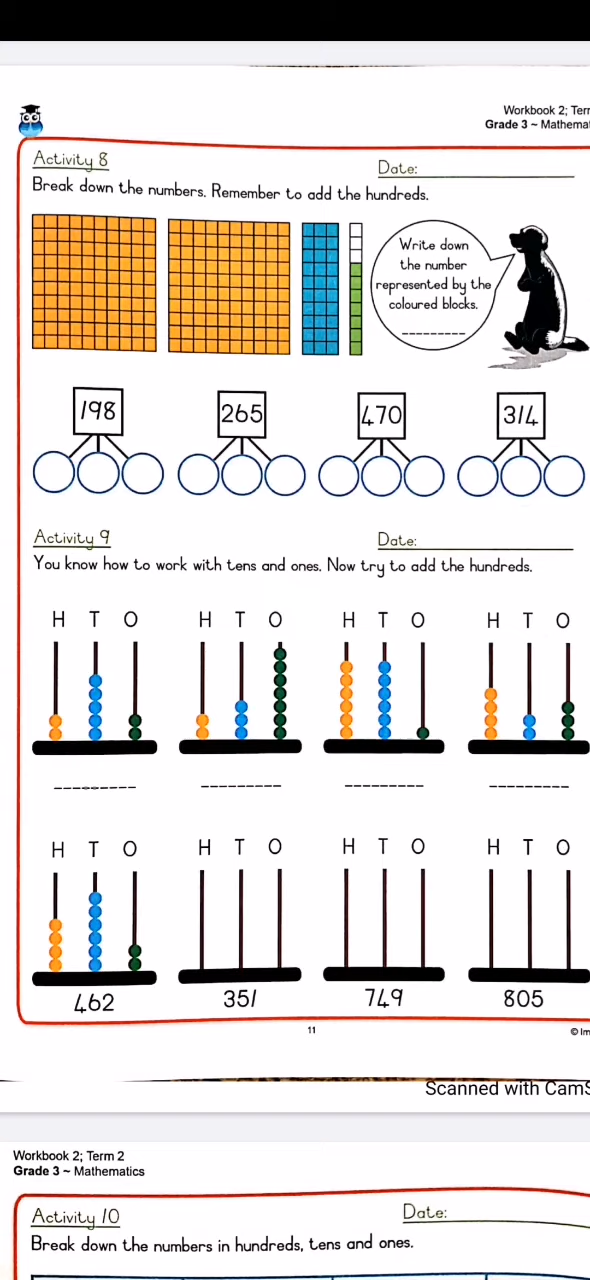 Workbook 2; Ter
Grade 3 ~ Mathema
Activity 8
Date:
Break down the numbers. Remember to add the hundreds.
Write down
the number
represented by the
coloured blocks.
198 265 470 314
Activity 9
Date:
You know how to work with tens and ones. Now try to add the hundreds.
H T O H T O H T O H T O
H T O H T O H T O H T O
462 351 749 805
11
© Im
Scanned with CamS
Workbook 2; Term 2
Grade 3 ~ Mathematics
Activity 10
Date:
Break down the numbers in hundreds, tens and ones.